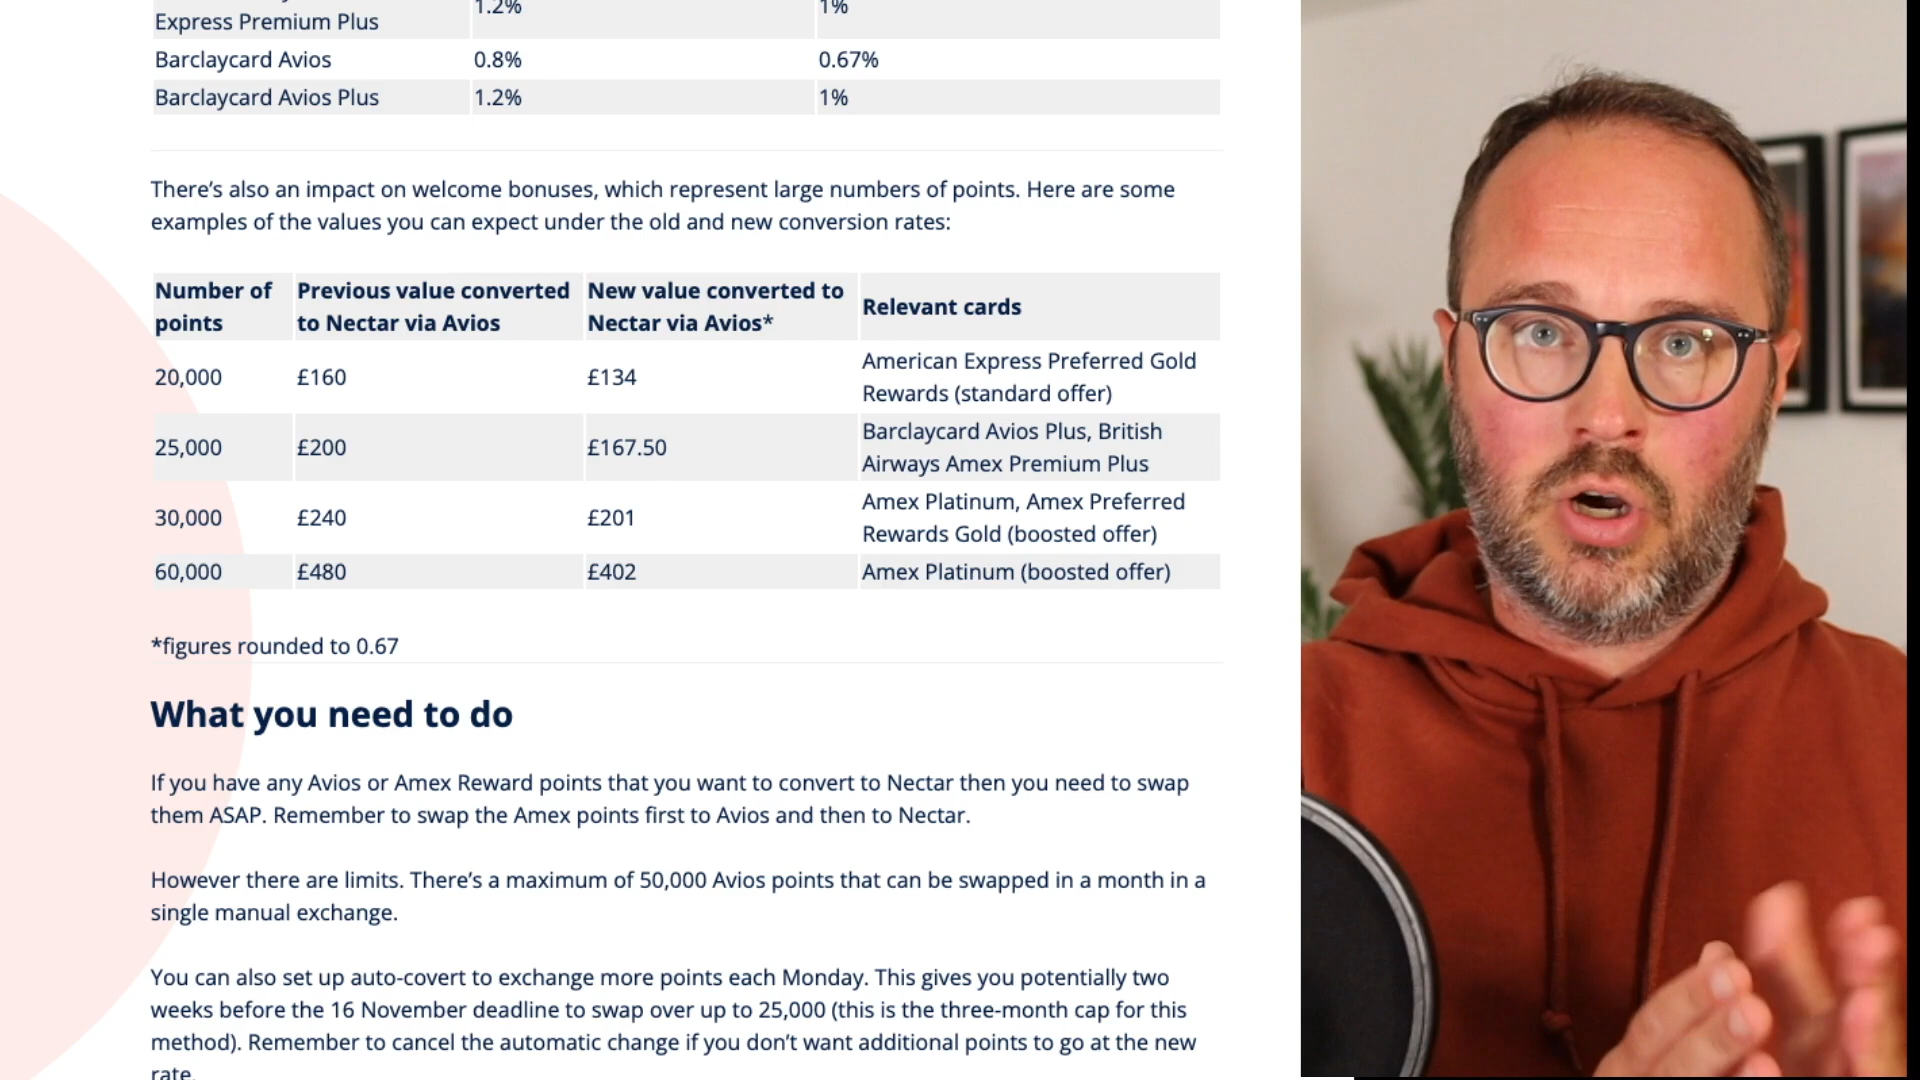 Express Premium Plus
1.2%
1%
Barclaycard Avios
0.8%
0.67%
Barclaycard Avios Plus
1.2%
1%
There’s also an impact on welcome bonuses, which represent large numbers of points. Here are some
examples of the values you can expect under the old and new conversion rates:
Number of
points
Previous value converted
to Nectar via Avios
New value converted to
Nectar via Avios*
Relevant cards
20,000
£160
£134
American Express Preferred Gold
Rewards (standard offer)
25,000
£200
£167.50
Barclaycard Avios Plus, British
Airways Amex Premium Plus
30,000
£240
£201
Amex Platinum, Amex Preferred
Rewards Gold (boosted offer)
60,000
£480
£402
Amex Platinum (boosted offer)
*figures rounded to 0.67
What you need to do
If you have any Avios or Amex Reward points that you want to convert to Nectar then you need to swap
them ASAP. Remember to swap the Amex points first to Avios and then to Nectar.
However there are limits. There’s a maximum of 50,000 Avios points that can be swapped in a month in a
single manual exchange.
You can also set up auto-covert to exchange more points each Monday. This gives you potentially two
weeks before the 16 November deadline to swap over up to 25,000 (this is the three-month cap for this
method). Remember to cancel the automatic change if you don’t want additional points to go at the new
rate.